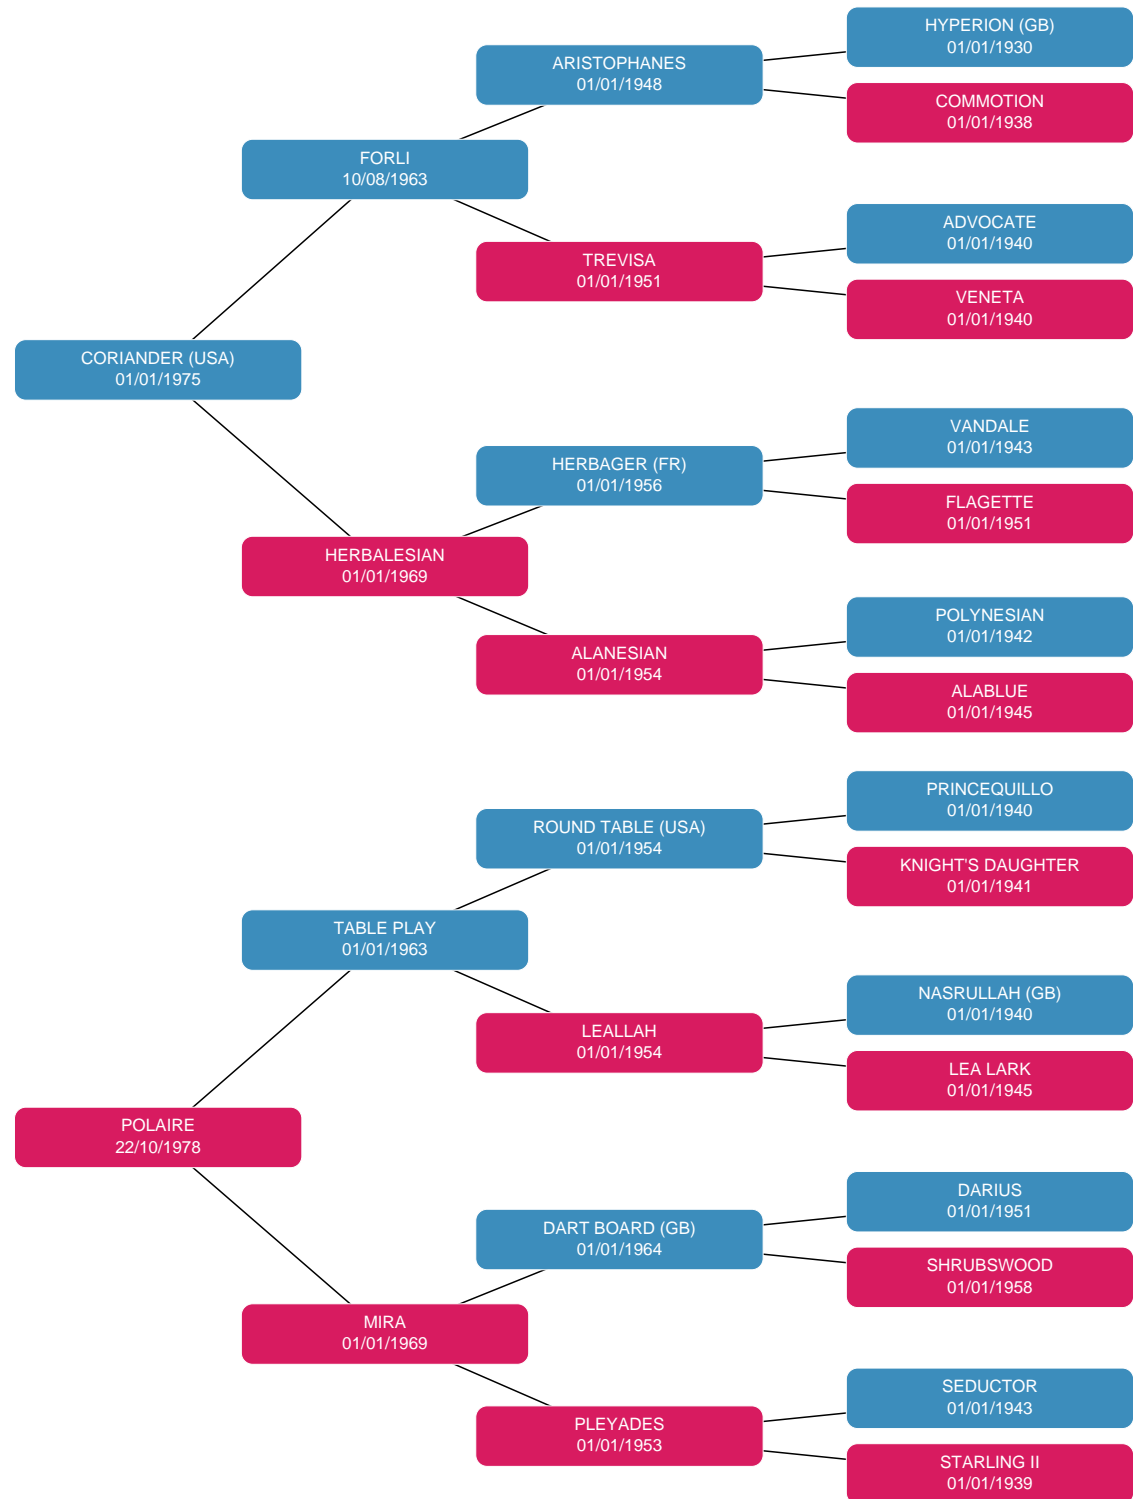 HYPERION (GB)
01/01/1930
ARISTOPHANES
01/01/1948
COMMOTION
01/01/1938
FORLI
10/08/1963
ADVOCATE
01/01/1940
TREVISA
01/01/1951
VENETA
01/01/1940
CORIANDER (USA)
01/01/1975
VANDALE
01/01/1943
HERBAGER (FR)
01/01/1956
FLAGETTE
01/01/1951
HERBALESIAN
01/01/1969
POLYNESIAN
01/01/1942
ALANESIAN
01/01/1954
ALABLUE
01/01/1945
PRINCEQUILLO
01/01/1940
ROUND TABLE (USA)
01/01/1954
KNIGHT'S DAUGHTER
01/01/1941
TABLE PLAY
01/01/1963
NASRULLAH (GB)
01/01/1940
LEALLAH
01/01/1954
LEA LARK
01/01/1945
POLAIRE
22/10/1978
DARIUS
01/01/1951
DART BOARD (GB)
01/01/1964
SHRUBSWOOD
01/01/1958
MIRA
01/01/1969
SEDUCTOR
01/01/1943
PLEYADES
01/01/1953
STARLING II
01/01/1939